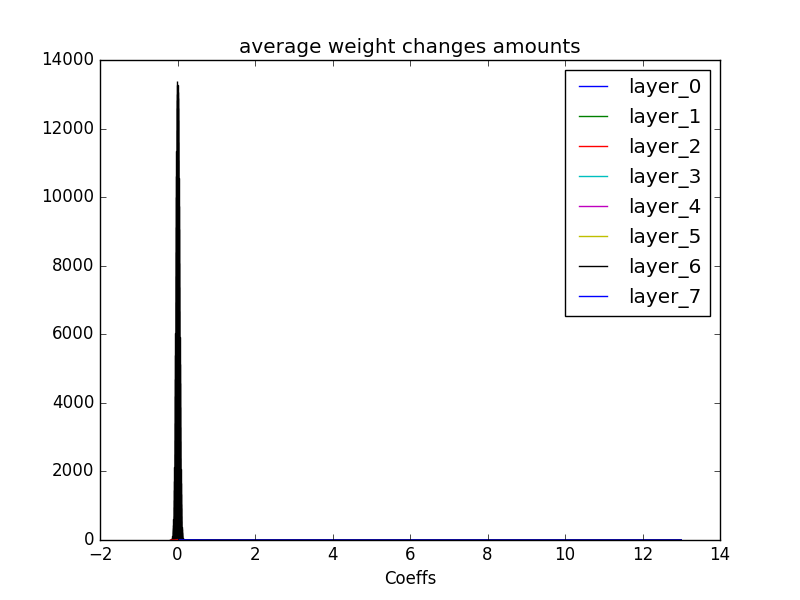 average weight changes amounts
14000
12000
10000
8000
6000
4000
2000
0
−2 0 2 4 6 8 10 12 14
Coeffs
layer_0
layer_1
layer_2
layer_3
layer_4
layer_5
layer_6
layer_7